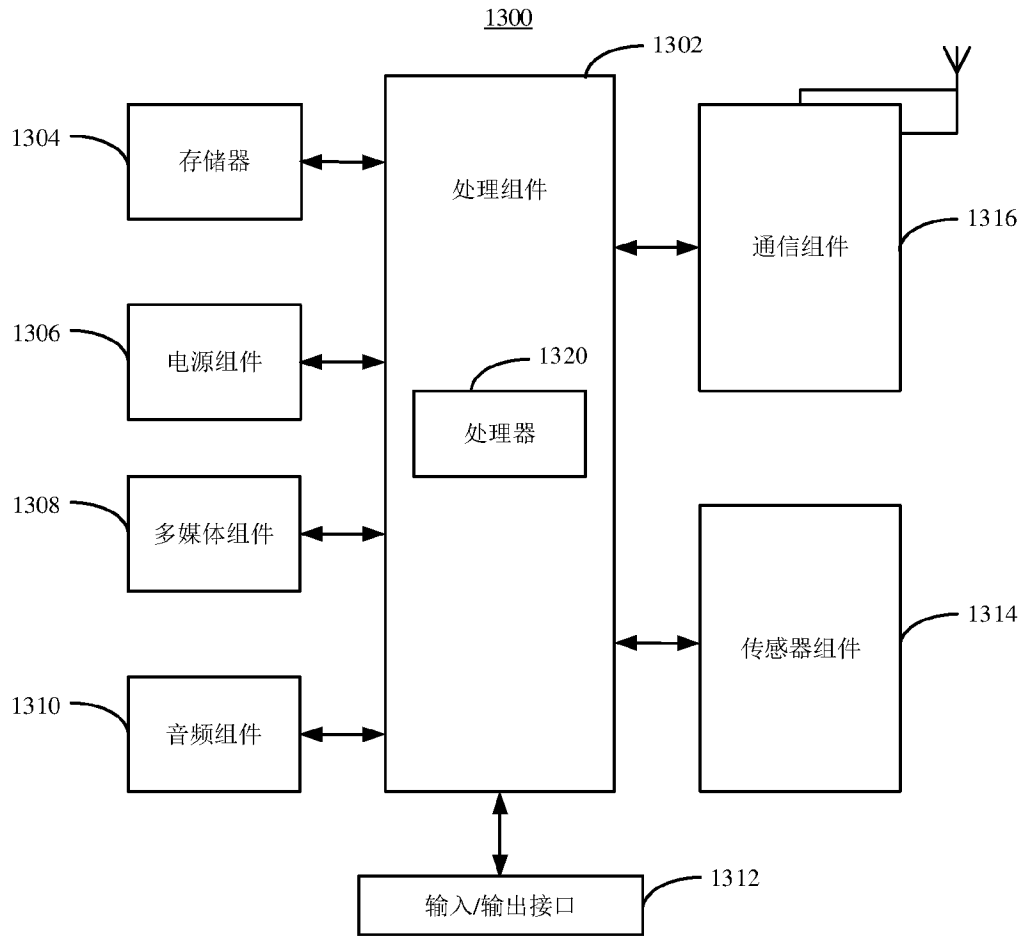 1300
1302
1304
存储器
处理组件
1316
通信组件
1306
电源组件
1320
处理器
1308
多媒体组件
1314
传感器组件
1310
音频组件
1312
输入/输出接口